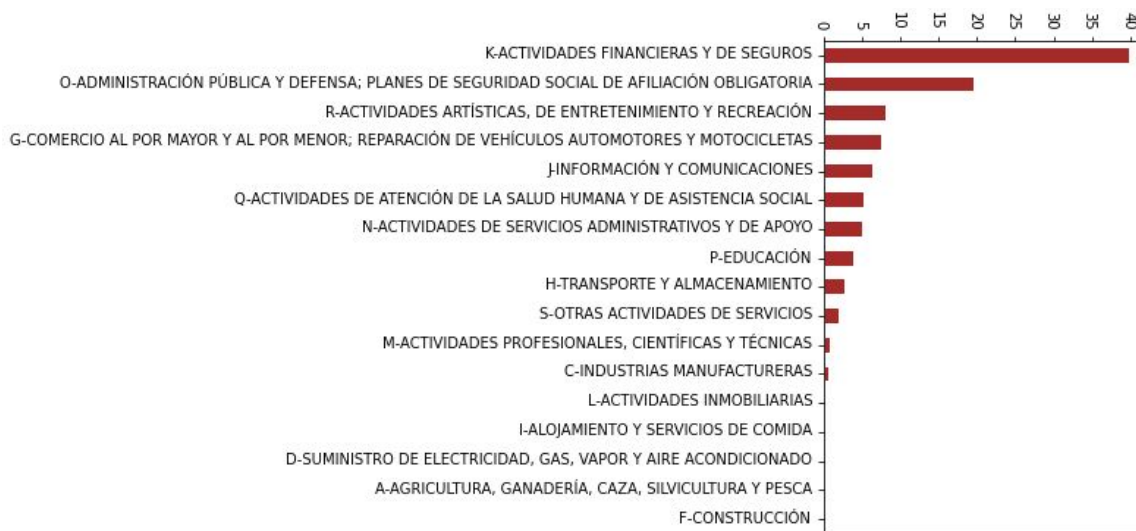 0 5 10 15 20 25 30 35 40
K-ACTIVIDADES FINANCIERAS Y DE SEGUROS
O-ADMINISTRACIÓN PÚBLICA Y DEFENSA; PLANES DE SEGURIDAD SOCIAL DE AFILIACIÓN OBLIGATORIA
R-ACTIVIDADES ARTÍSTICAS, DE ENTRETENIMIENTO Y RECREACIÓN
G-COMERCIO AL POR MAYOR Y AL POR MENOR; REPARACIÓN DE VEHÍCULOS AUTOMOTORES Y MOTOCICLETAS
J-INFORMACIÓN Y COMUNICACIONES
Q-ACTIVIDADES DE ATENCIÓN DE LA SALUD HUMANA Y DE ASISTENCIA SOCIAL
N-ACTIVIDADES DE SERVICIOS ADMINISTRATIVOS Y DE APOYO
P-EDUCACIÓN
H-TRANSPORTE Y ALMACENAMIENTO
S-OTRAS ACTIVIDADES DE SERVICIOS
M-ACTIVIDADES PROFESIONALES, CIENTÍFICAS Y TÉCNICAS
C-INDUSTRIAS MANUFACTURERAS
L-ACTIVIDADES INMOBILIARIAS
I-ALOJAMIENTO Y SERVICIOS DE COMIDA
D-SUMINISTRO DE ELECTRICIDAD, GAS, VAPOR Y AIRE ACONDICIONADO
A-AGRICULTURA, GANADERÍA, CAZA, SILVICULTURA Y PESCA
F-CONSTRUCCIÓN